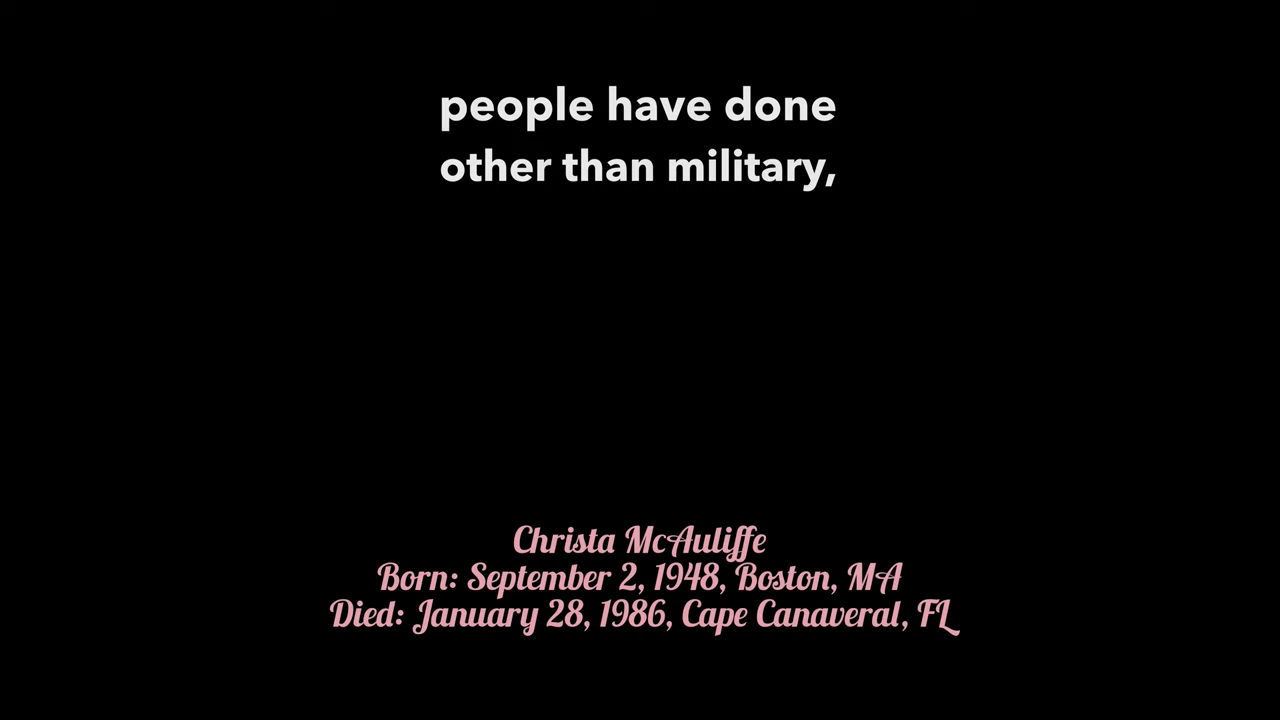 people have done
other than military,
Christa McAuliffe
Born: September 2, 1948, Boston, MA
Died: January 28, 1986, Cape Canaveral, FL